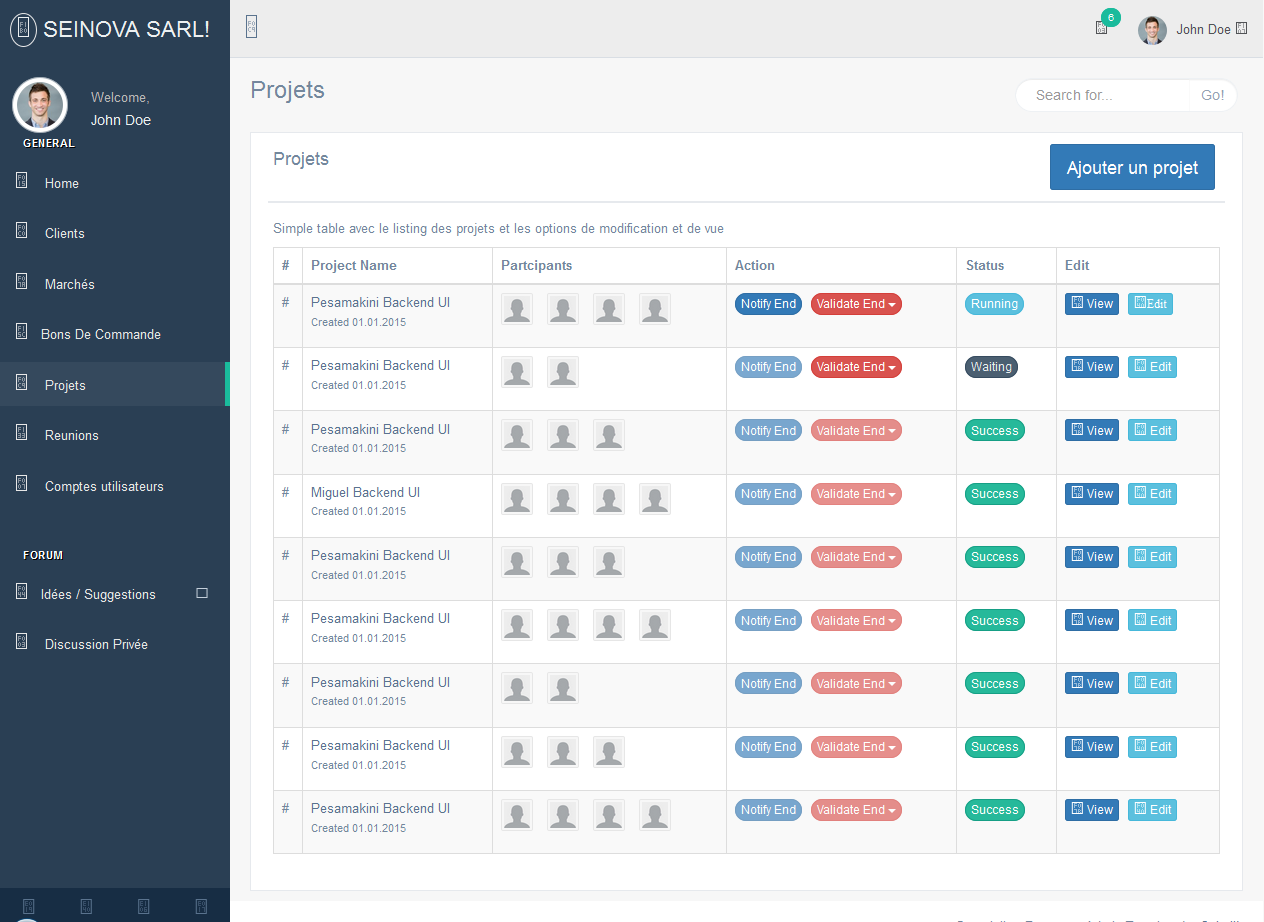 SEINOVA SARL!
6
John Doe
Welcome,
John Doe
GENERAL
Home
Clients
Marchés
Bons De Commande
Projets
Reunions
Comptes utilisateurs
FORUM
Idées / Suggestions
Discussion Privée
Projets
Search for... Go!
Projets
Ajouter un projet
Simple table avec le listing des projets et les options de modification et de vue
# Project Name Partcipants Action Status Edit
# Pesamakini Backend UI Notify End Validate End Running View Edit
Created 01.01.2015
# Pesamakini Backend UI Notify End Validate End Waiting View Edit
Created 01.01.2015
# Pesamakini Backend UI Notify End Validate End Success View Edit
Created 01.01.2015
# Miguel Backend UI Notify End Validate End Success View Edit
Created 01.01.2015
# Pesamakini Backend UI Notify End Validate End Success View Edit
Created 01.01.2015
# Pesamakini Backend UI Notify End Validate End Success View Edit
Created 01.01.2015
# Pesamakini Backend UI Notify End Validate End Success View Edit
Created 01.01.2015
# Pesamakini Backend UI Notify End Validate End Success View Edit
Created 01.01.2015
# Pesamakini Backend UI Notify End Validate End Success View Edit
Created 01.01.2015